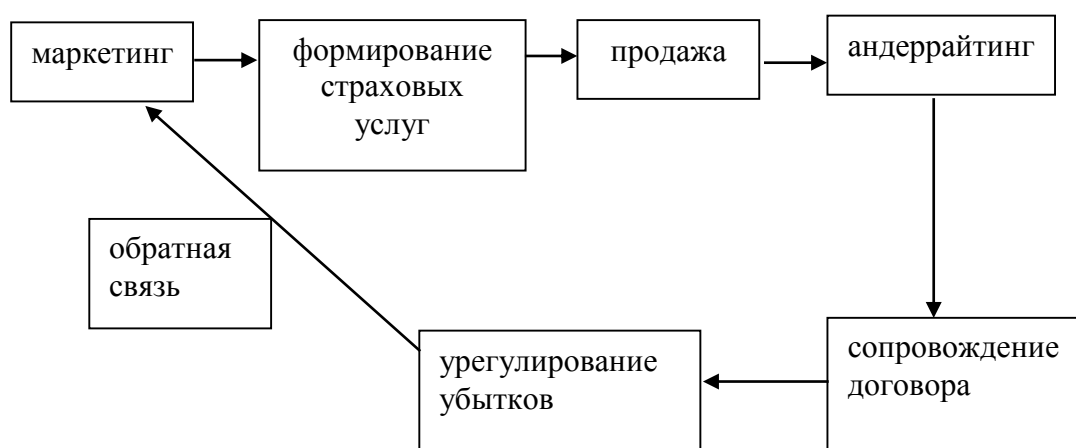 маркетинг
формирование
страховых
услуг
продажа
андеррайтинг
обратная
связь
урегулирование
убытков
сопровождение
договора